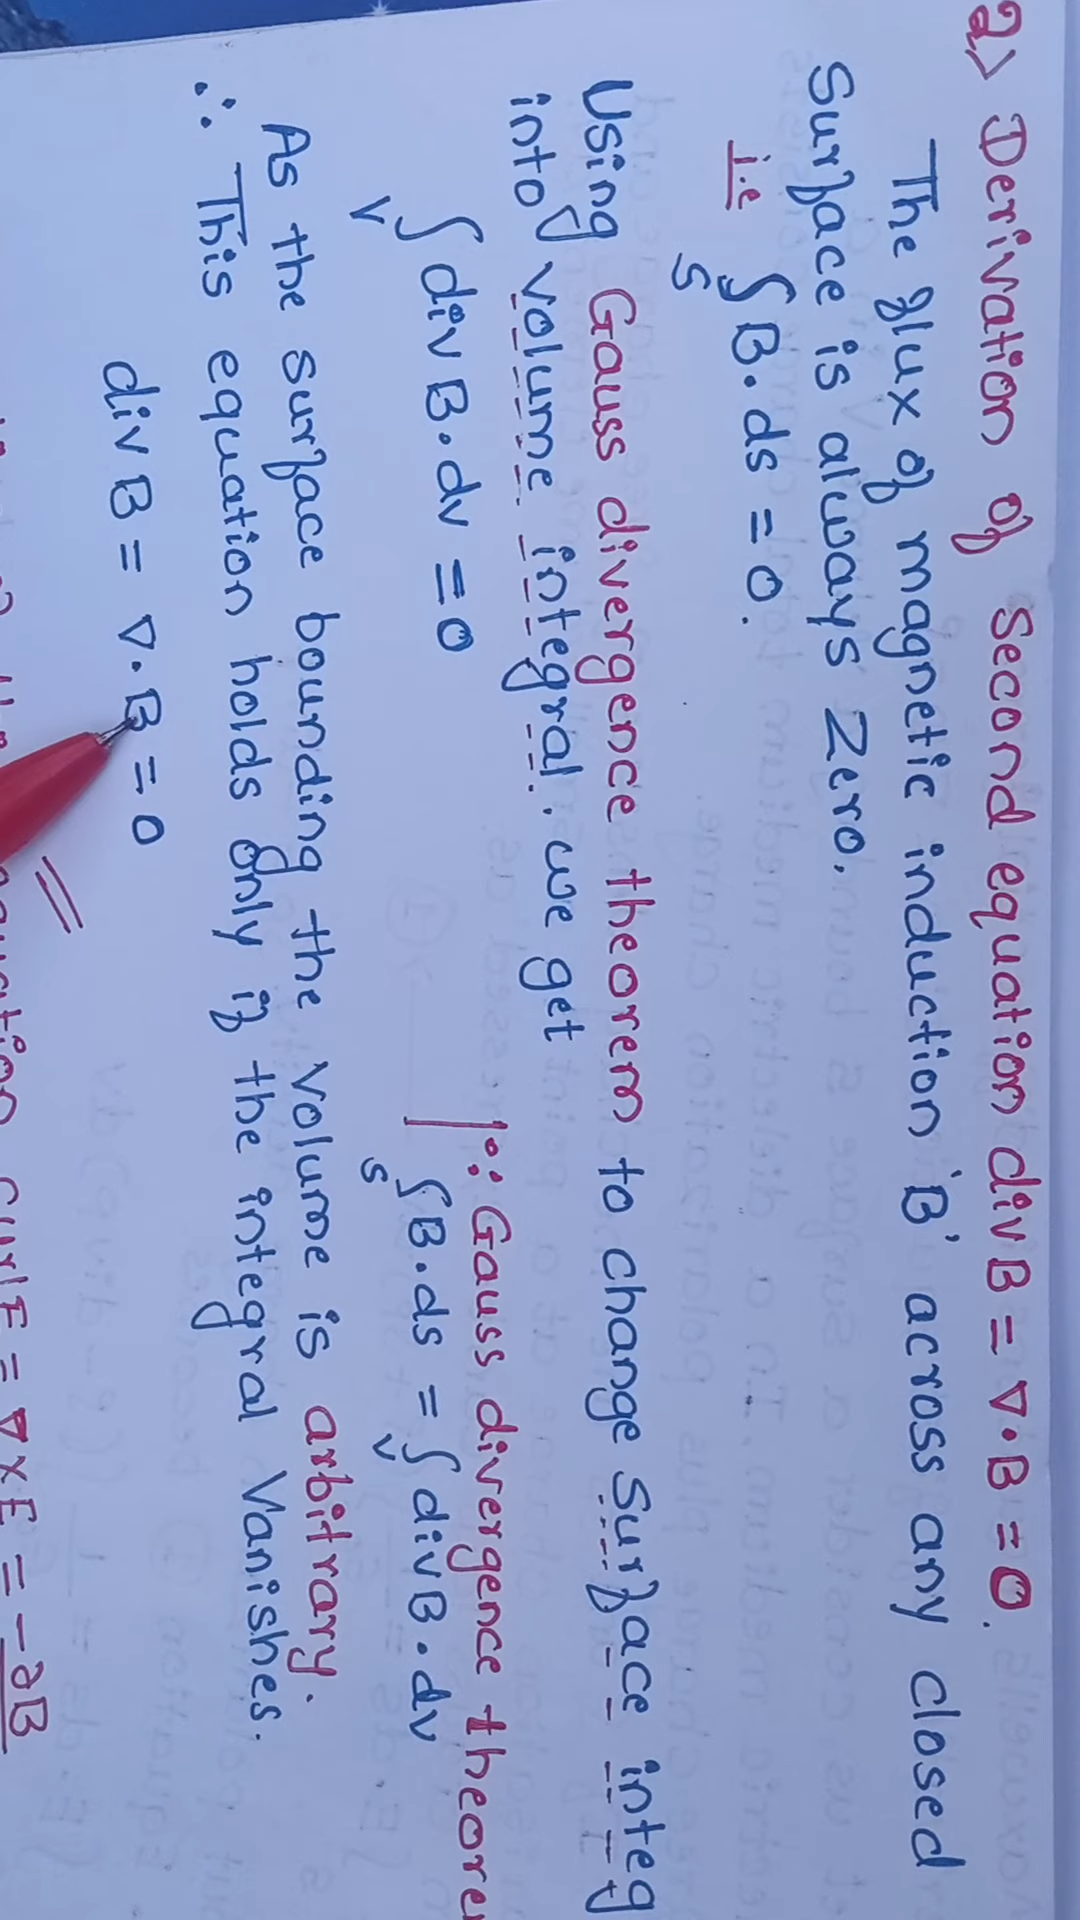 2> Derivation of Second equation div B = ∇·B = 0.
The flux of magnetic induction 'B' across any closed
Surface is always Zero.
i.e ∫S B.ds = 0.
Using Gauss divergence theorem to change Surface integ
into volume integral. we get
∫V div B.dv = 0
∵ Gauss divergence theorem
∫S B.ds = ∫V div B.dv
As the surface bounding the volume is arbitrary.
∴ This equation holds only if the integral vanishes.
div B = ∇·B = 0
curl E = ∇ × E = -∂B